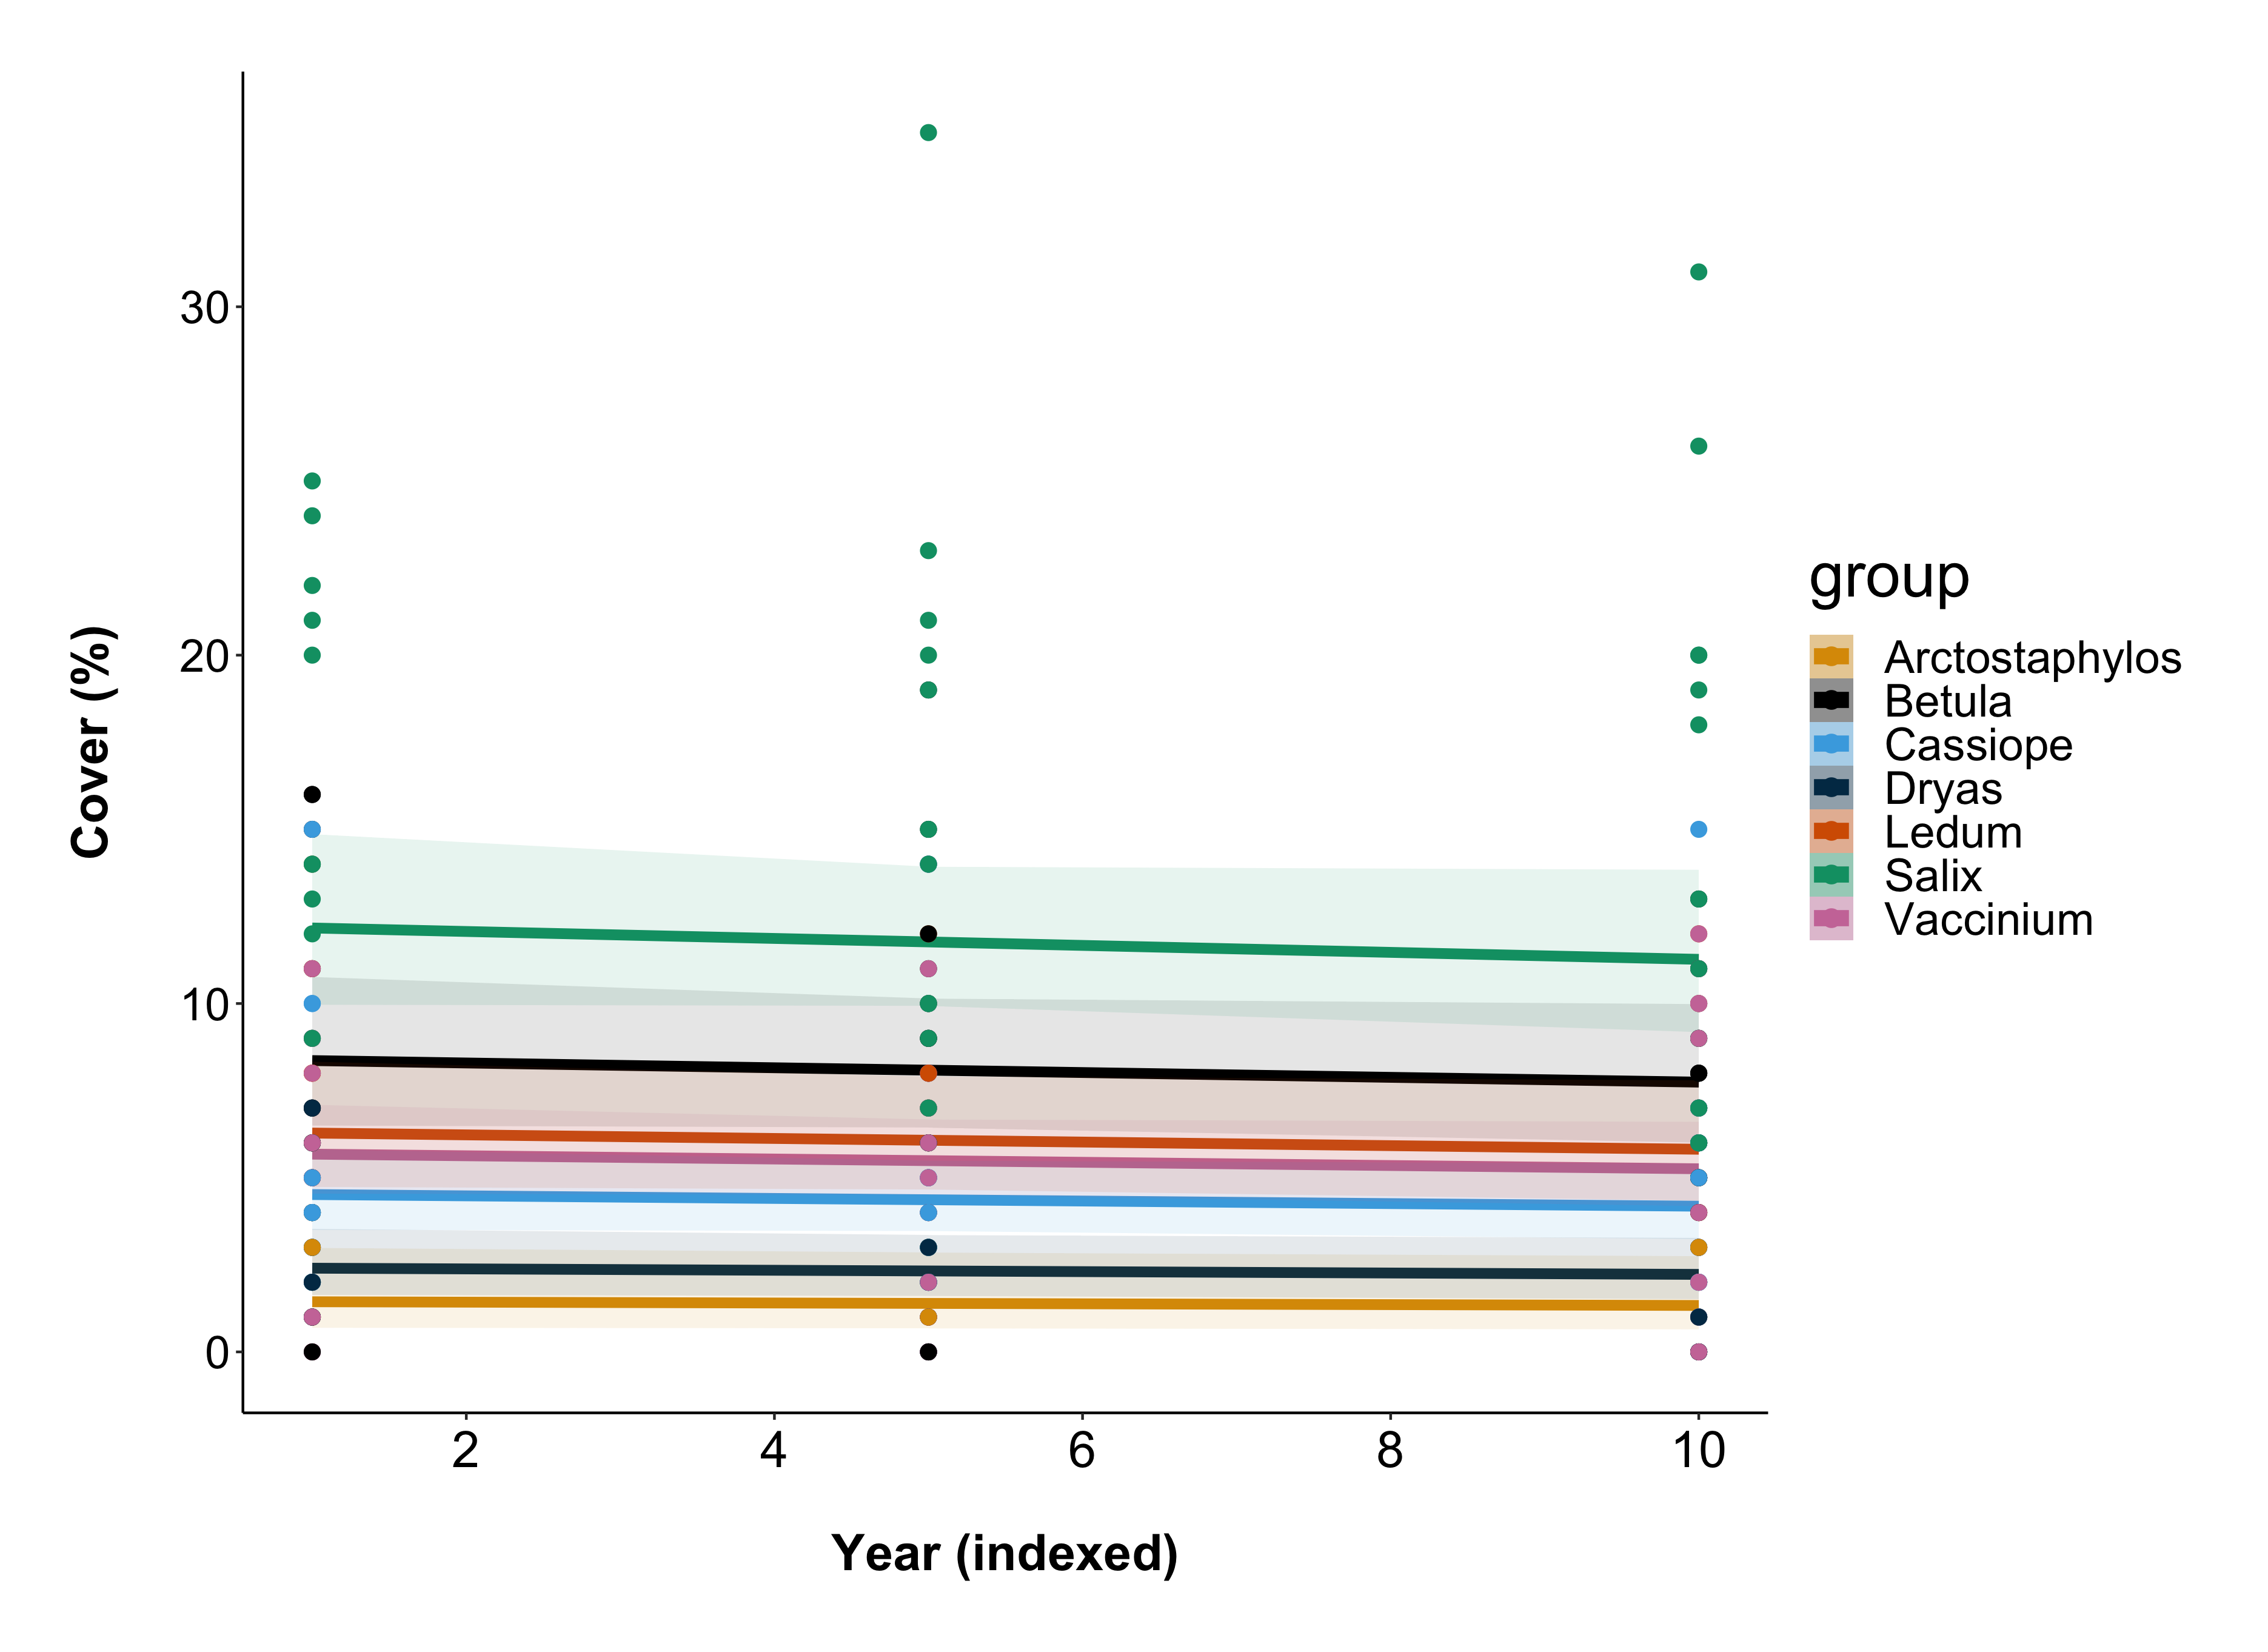 30
20
10
0
Cover (%)
2 4 6 8 10
Year (indexed)
group
Arctostaphylos
Betula
Cassiope
Dryas
Ledum
Salix
Vaccinium